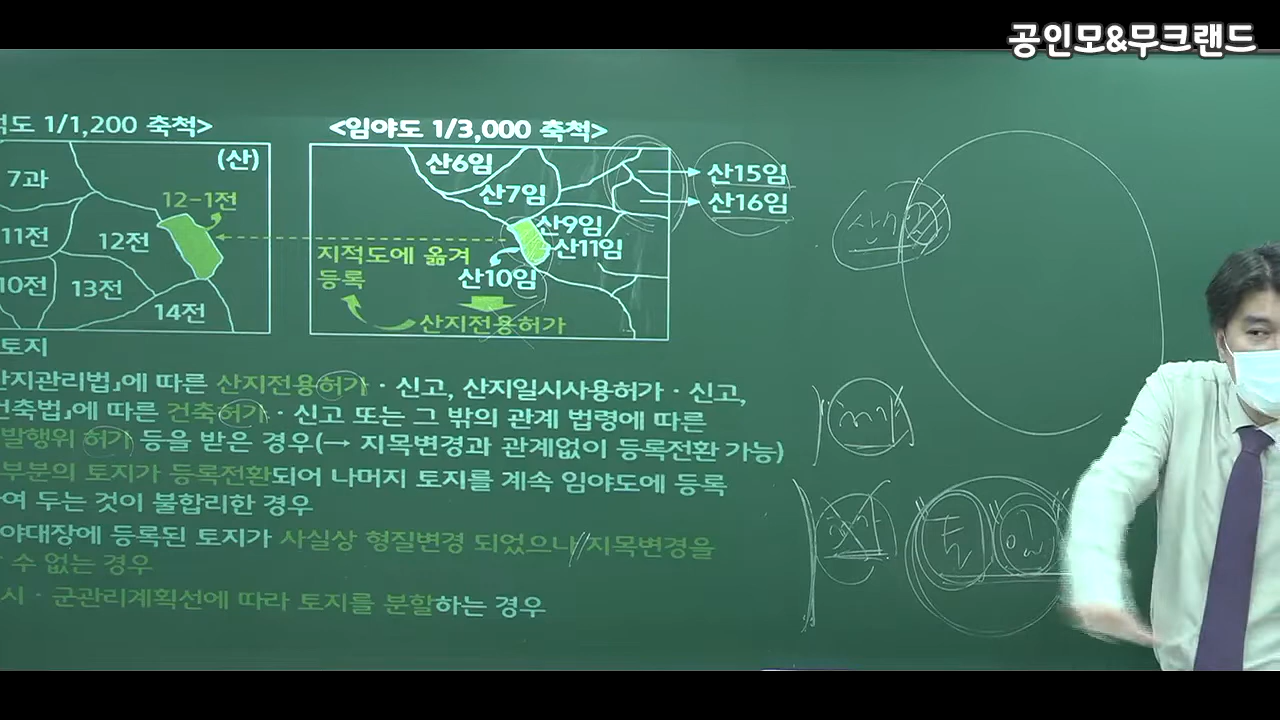 공인모&무크랜드
적도 1/1,200 축척>
<임야도 1/3,000 축척>
(산)
7과
12-1전
11전
12전
10전
13전
14전
산6임
산7임
산9임
산11임
산10임
산15임
산16임
지적도에 옮겨
등록
산지전용허가
토지
산지관리법」에 따른 산지전용허가 · 신고, 산지일시사용허가 · 신고,
건축법」에 따른 건축허가 · 신고 또는 그 밖의 관계 법령에 따른
발행위 허가 등을 받은 경우(→ 지목변경과 관계없이 등록전환 가능)
부분의 토지가 등록전환되어 나머지 토지를 계속 임야도에 등록
여 두는 것이 불합리한 경우
야대장에 등록된 토지가 사실상 형질변경 되었으나 지목변경을
수 없는 경우
시 · 군관리계획선에 따라 토지를 분할하는 경우